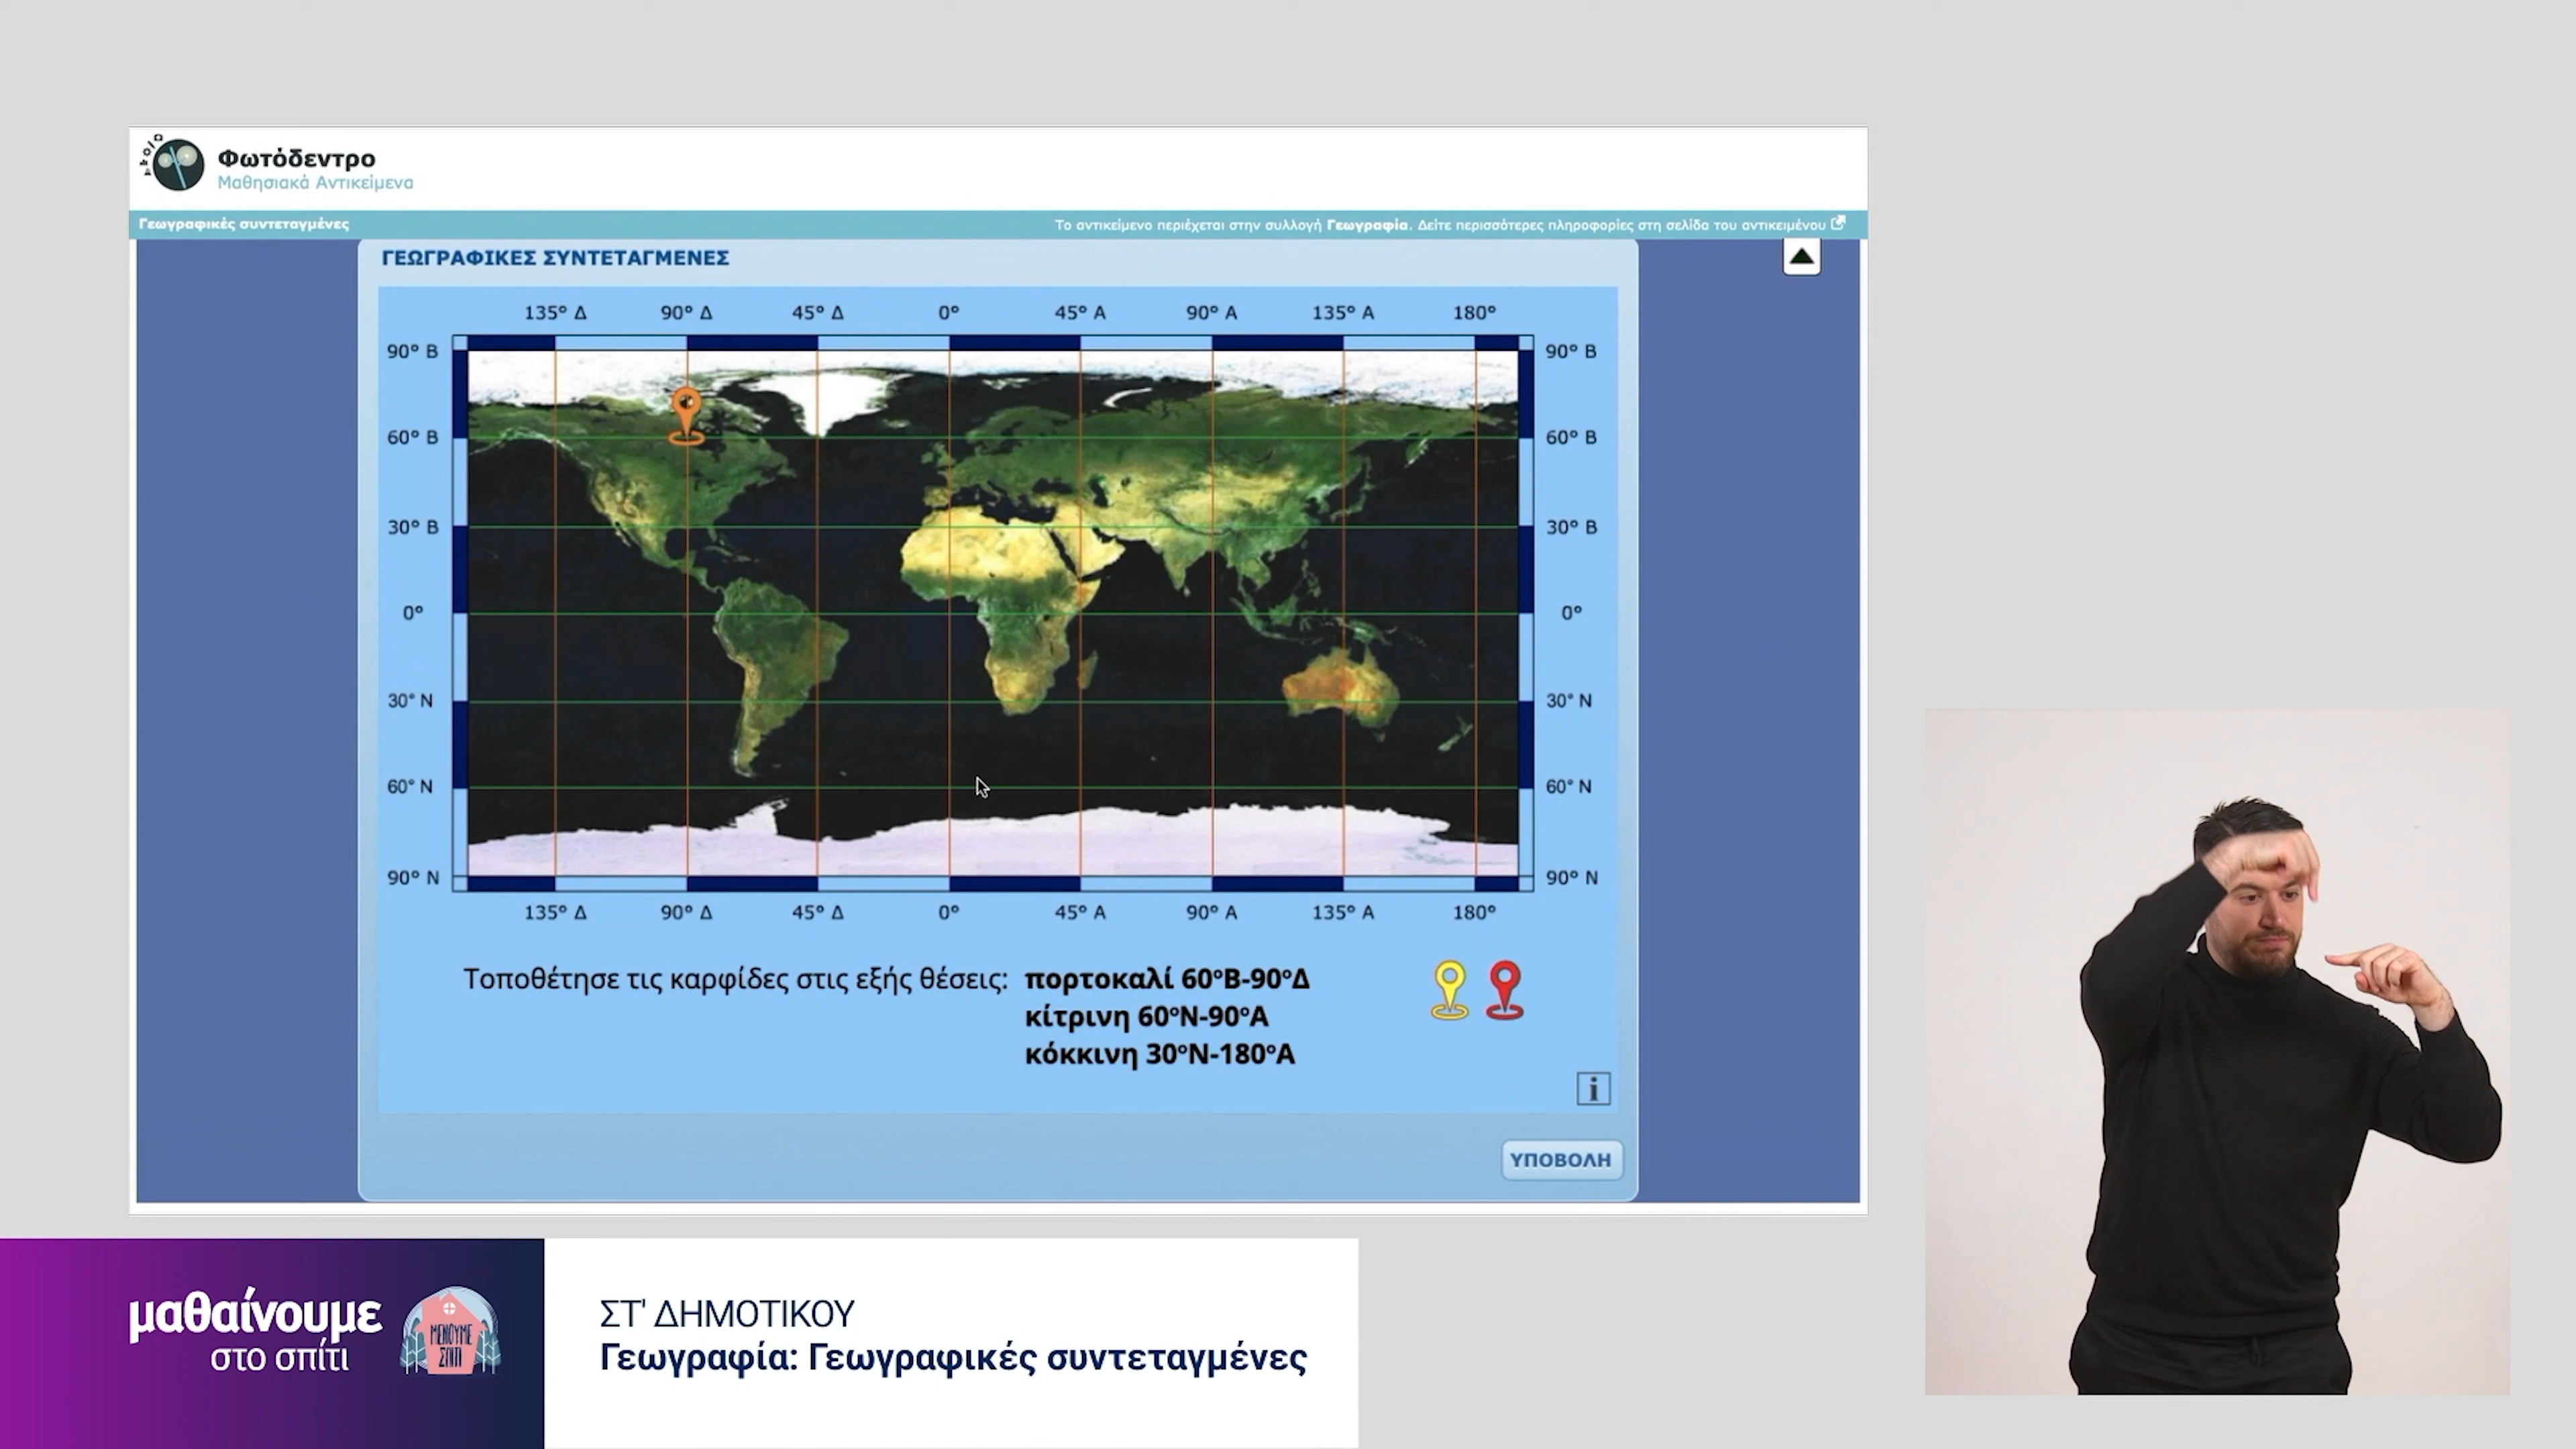 Φωτόδεντρο
Μαθησιακά Αντικείμενα
Γεωγραφικές συντεταγμένες
Το αντικείμενο περιέχεται στην συλλογή Γεωγραφία. Δείτε περισσότερες πληροφορίες στη σελίδα του αντικειμένου
ΓΕΩΓΡΑΦΙΚΕΣ ΣΥΝΤΕΤΑΓΜΕΝΕΣ
135° Δ 90° Δ 45° Δ 0° 45° Α 90° Α 135° Α 180°
90° Β 90° Β
60° Β 60° Β
30° Β 30° Β
0° 0°
30° Ν 30° Ν
60° Ν 60° Ν
90° Ν 90° Ν
135° Δ 90° Δ 45° Δ 0° 45° Α 90° Α 135° Α 180°
Τοποθέτησε τις καρφίδες στις εξής θέσεις: πορτοκαλί 60°Β-90°Δ
κίτρινη 60°Ν-90°Α
κόκκινη 30°Ν-180°Α
i
ΥΠΟΒΟΛΗ
μαθαίνουμε
στο σπίτι
ΜΕΝΟΥΜΕ
ΣΠΙΤΙ
ΣΤ' ΔΗΜΟΤΙΚΟΥ
Γεωγραφία: Γεωγραφικές συντεταγμένες